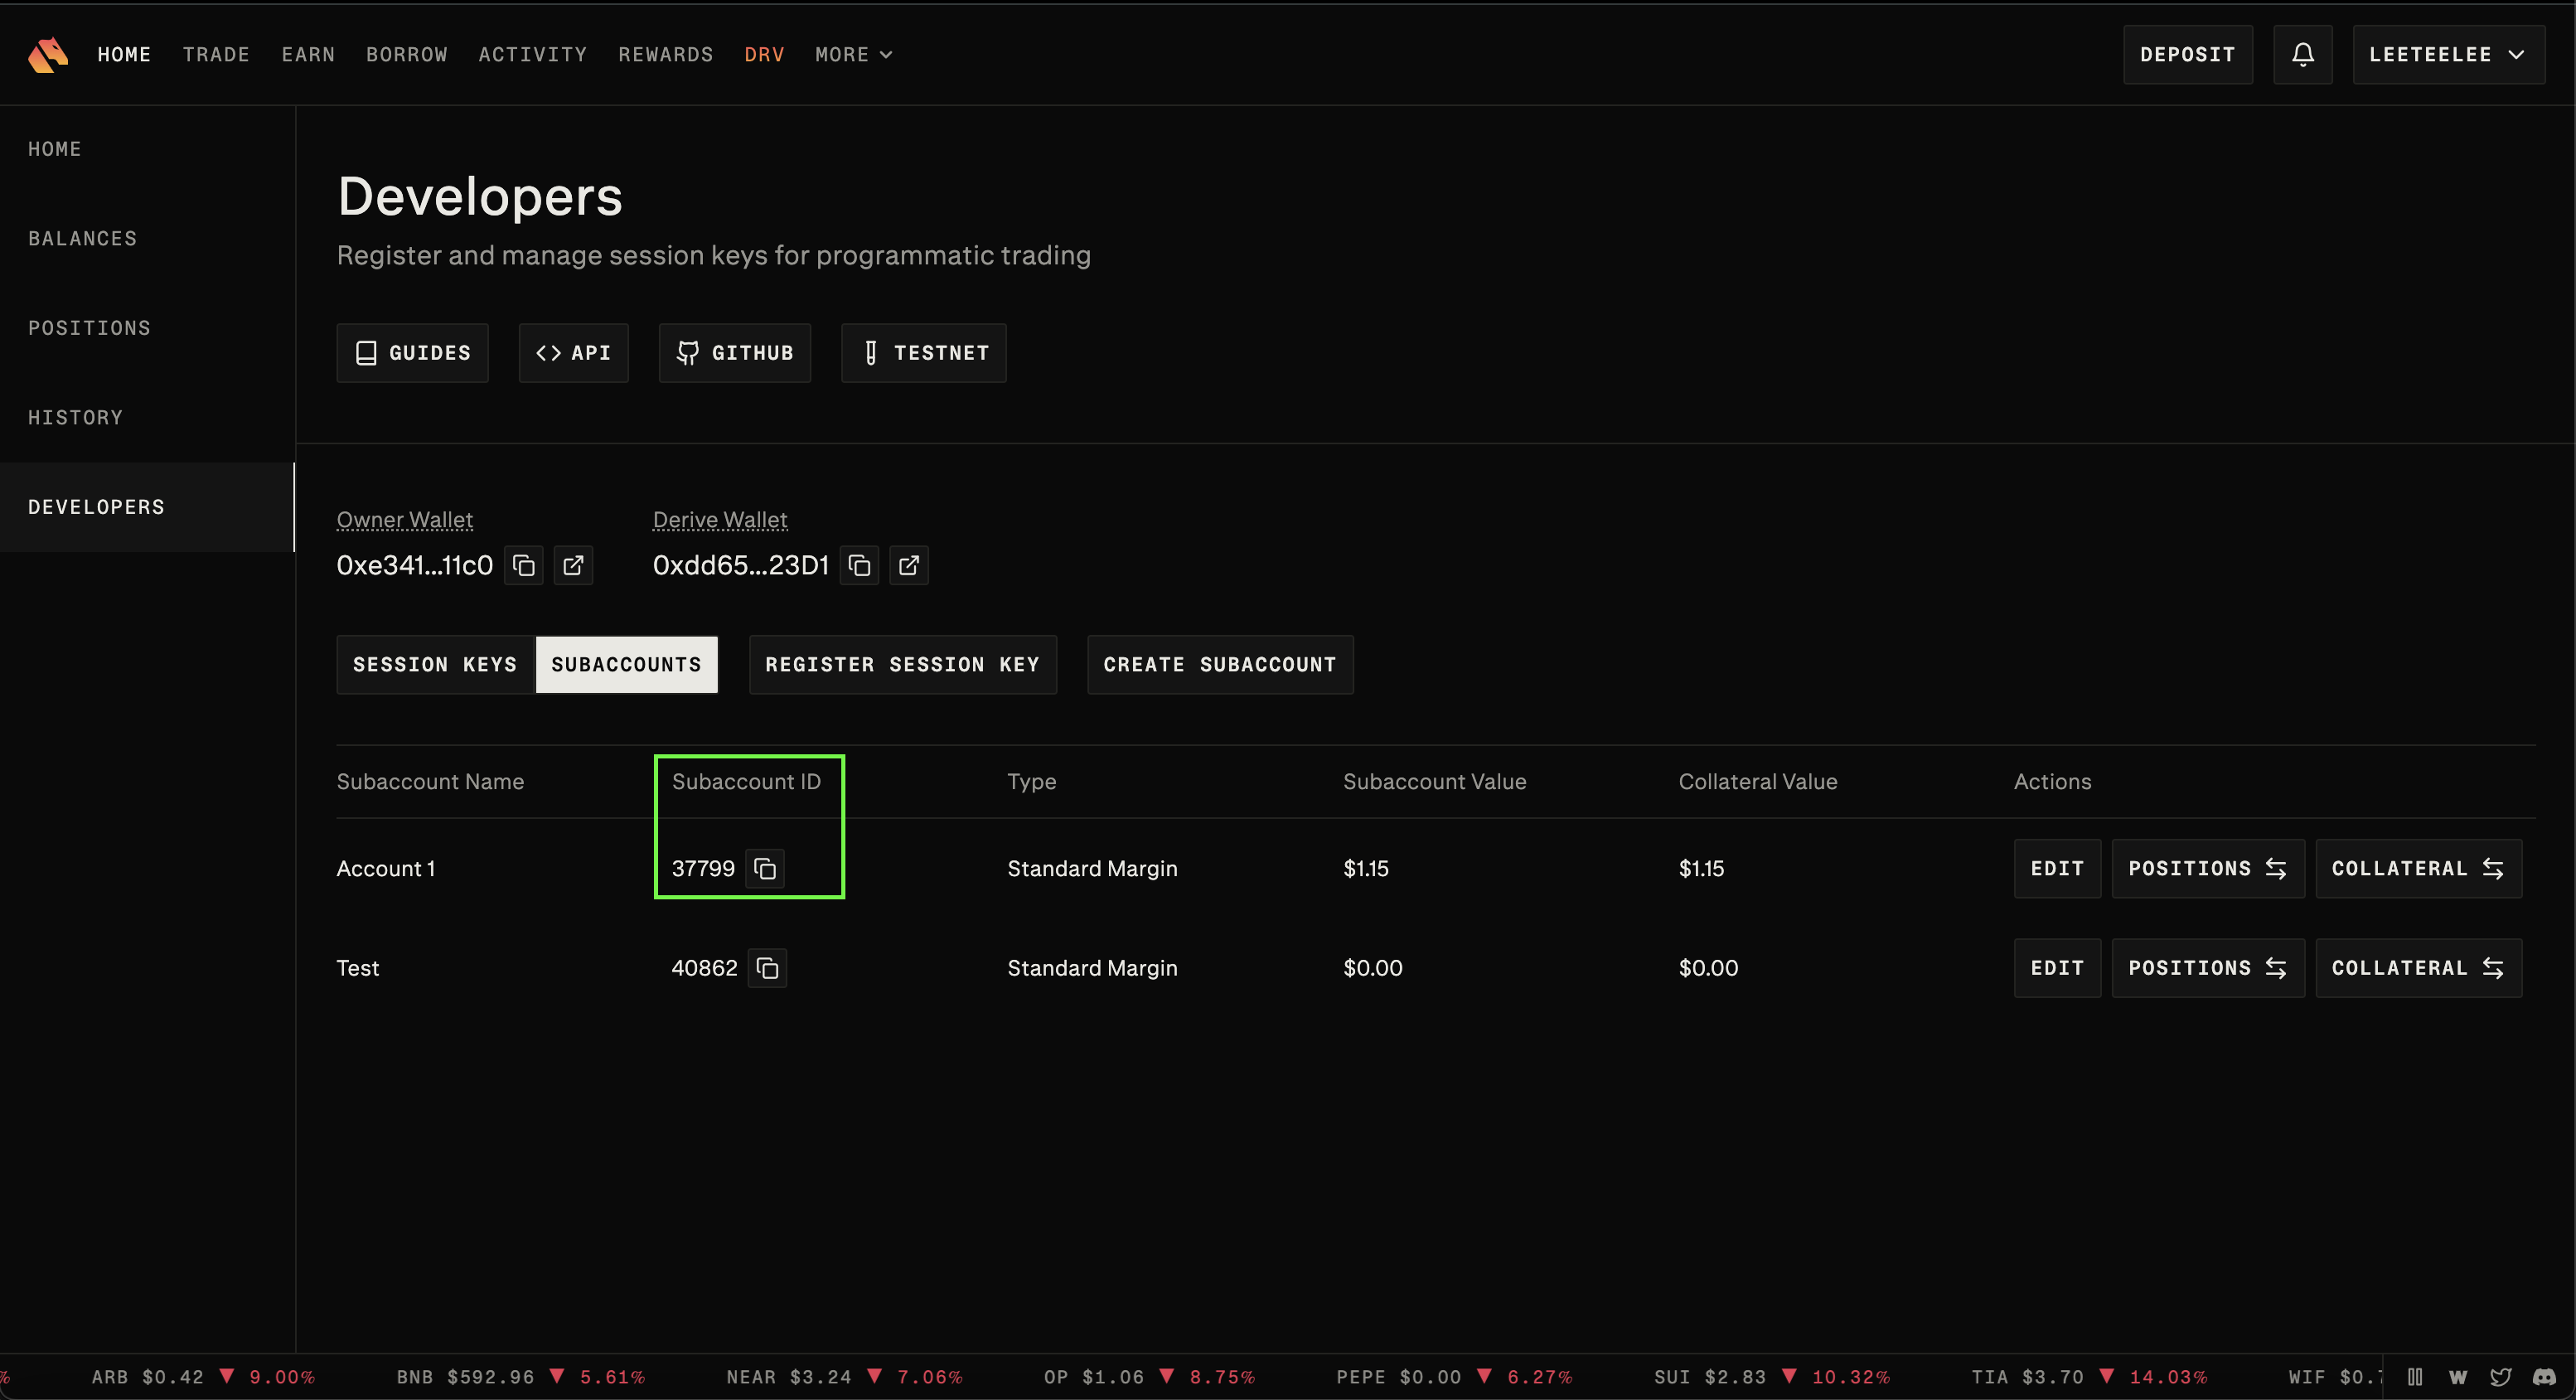 HOME TRADE EARN BORROW ACTIVITY REWARDS DRV MORE DEPOSIT LEETEELEE
HOME
BALANCES
POSITIONS
HISTORY
DEVELOPERS
Developers
Register and manage session keys for programmatic trading
GUIDES <> API GITHUB TESTNET
Owner Wallet Derive Wallet
0xe341...11c0 0xdd65...23D1
SESSION KEYS SUBACCOUNTS REGISTER SESSION KEY CREATE SUBACCOUNT
Subaccount Name Subaccount ID Type Subaccount Value Collateral Value Actions
Account 1 37799 Standard Margin $1.15 $1.15 EDIT POSITIONS COLLATERAL
Test 40862 Standard Margin $0.00 $0.00 EDIT POSITIONS COLLATERAL
% ARB $0.42 ▼ 9.00% BNB $592.96 ▼ 5.61% NEAR $3.24 ▼ 7.06% OP $1.06 ▼ 8.75% PEPE $0.00 ▼ 6.27% SUI $2.83 ▼ 10.32% TIA $3.70 ▼ 14.03% WIF $0.7